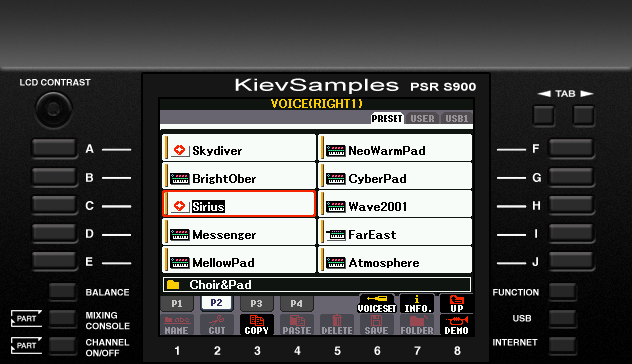 LCD CONTRAST
KievSamples PSR S900
◄ TAB ►
VOICE(RIGHT1)
PRESET USER USB1
A Skydiver NeoWarmPad F
B BrightOber CyberPad G
C Sirius Wave2001 H
D Messenger FarEast I
E MellowPad Atmosphere J
Choir&Pad
BALANCE P1 P2 P3 P4 VOICESET INFO. UP FUNCTION
PART MIXING CONSOLE NAME CUT COPY PASTE DELETE SAVE FOLDER DEMO USB
PART CHANNEL ON/OFF 1 2 3 4 5 6 7 8 INTERNET